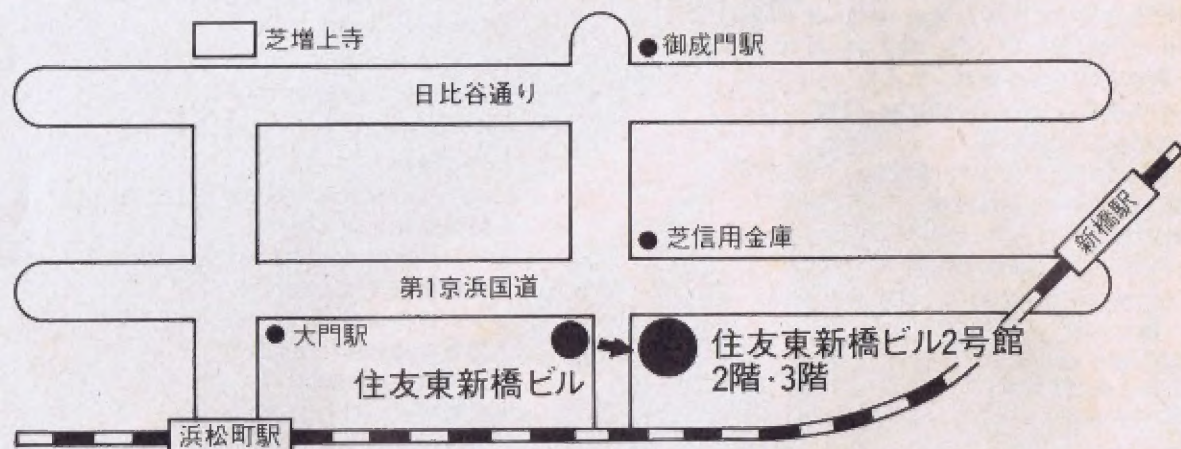 芝増上寺
御成門駅
日比谷通り
新橋駅
芝信用金庫
第1京浜国道
大門駅
住友東新橋ビル2号館
2階・3階
住友東新橋ビル
浜松町駅